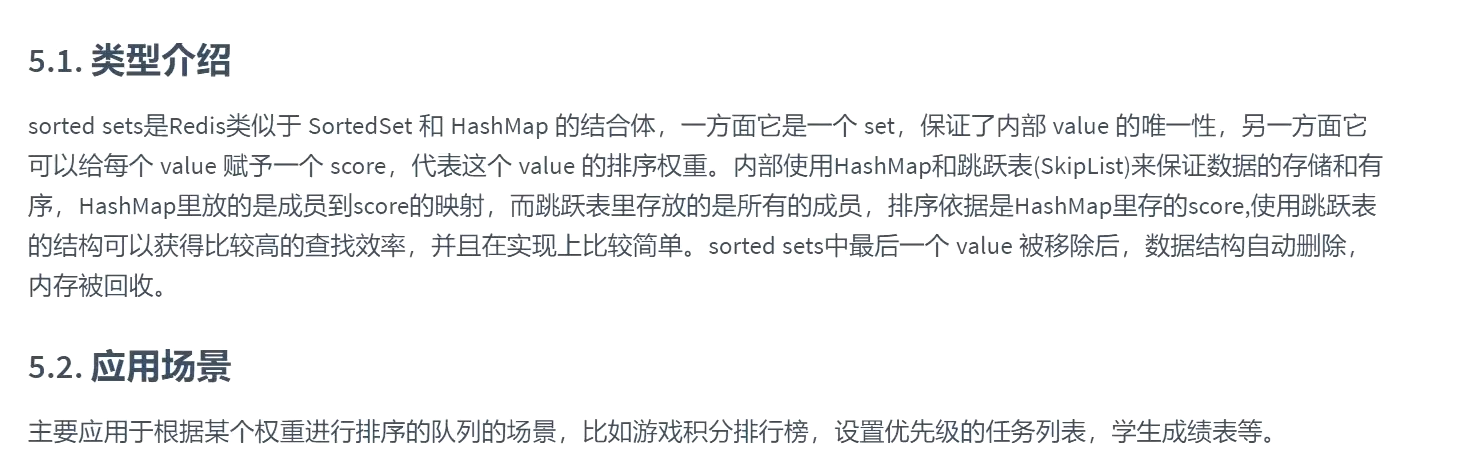 5.1. 类型介绍
sorted sets是Redis类似于 SortedSet 和 HashMap 的结合体，一方面它是一个 set，保证了内部 value 的唯一性，另一方面它
可以给每个 value 赋予一个 score，代表这个 value 的排序权重。内部使用HashMap和跳跃表(SkipList)来保证数据的存储和有
序，HashMap里放的是成员到score的映射，而跳跃表里存放的是所有的成员，排序依据是HashMap里存的score,使用跳跃表
的结构可以获得比较高的查找效率，并且在实现上比较简单。sorted sets中最后一个 value 被移除后，数据结构自动删除，
内存被回收。
5.2. 应用场景
主要应用于根据某个权重进行排序的队列的场景，比如游戏积分排行榜，设置优先级的任务列表，学生成绩表等。